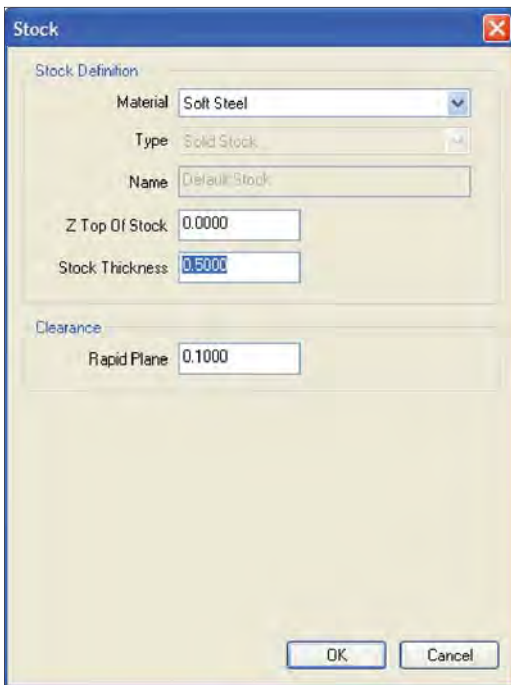 Stock
Stock Definition
Material Soft Steel
Type Solid Stock
Name Default Stock
Z Top Of Stock 0.0000
Stock Thickness 0.5000
Clearance
Rapid Plane 0.1000
OK Cancel